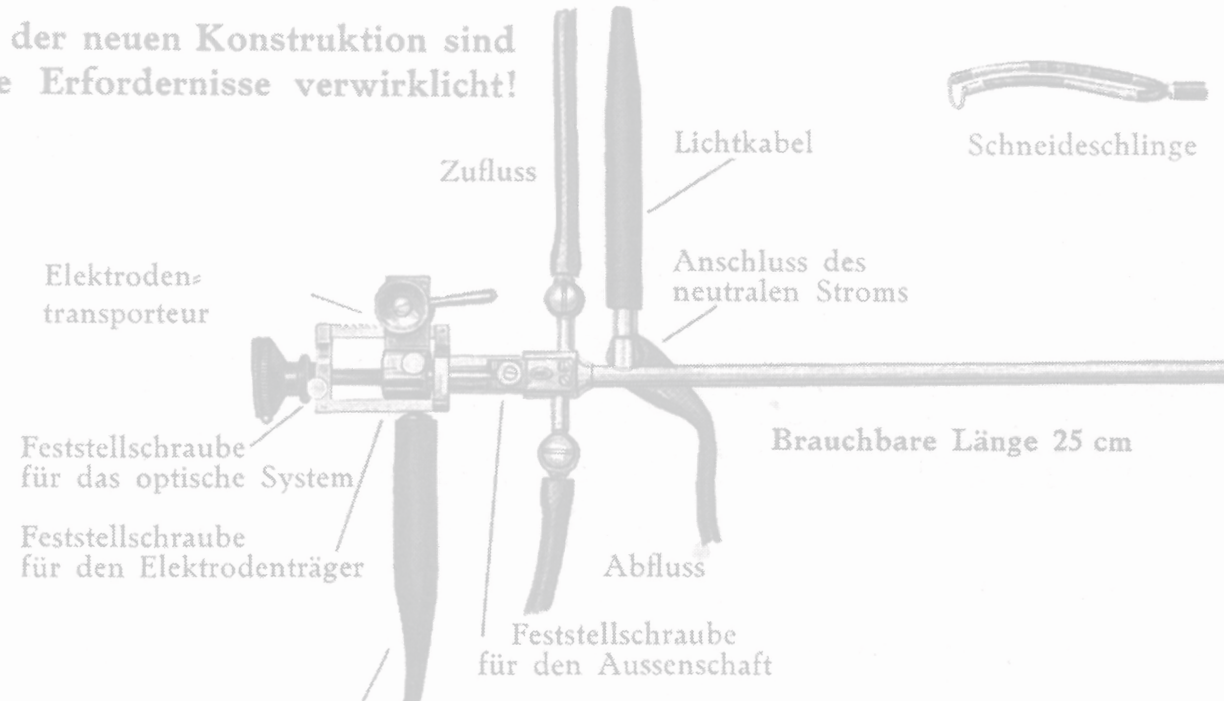 der neuen Konstruktion sind
Erfordernisse verwirklicht!
Lichtkabel
Schneideschlinge
Zufluss
Elektroden=
transporteur
Anschluss des
neutralen Stroms
Brauchbare Länge 25 cm
Feststellschraube
für das optische System
Feststellschraube
für den Elektrodenträger
Abfluss
Feststellschraube
für den Aussenschaft